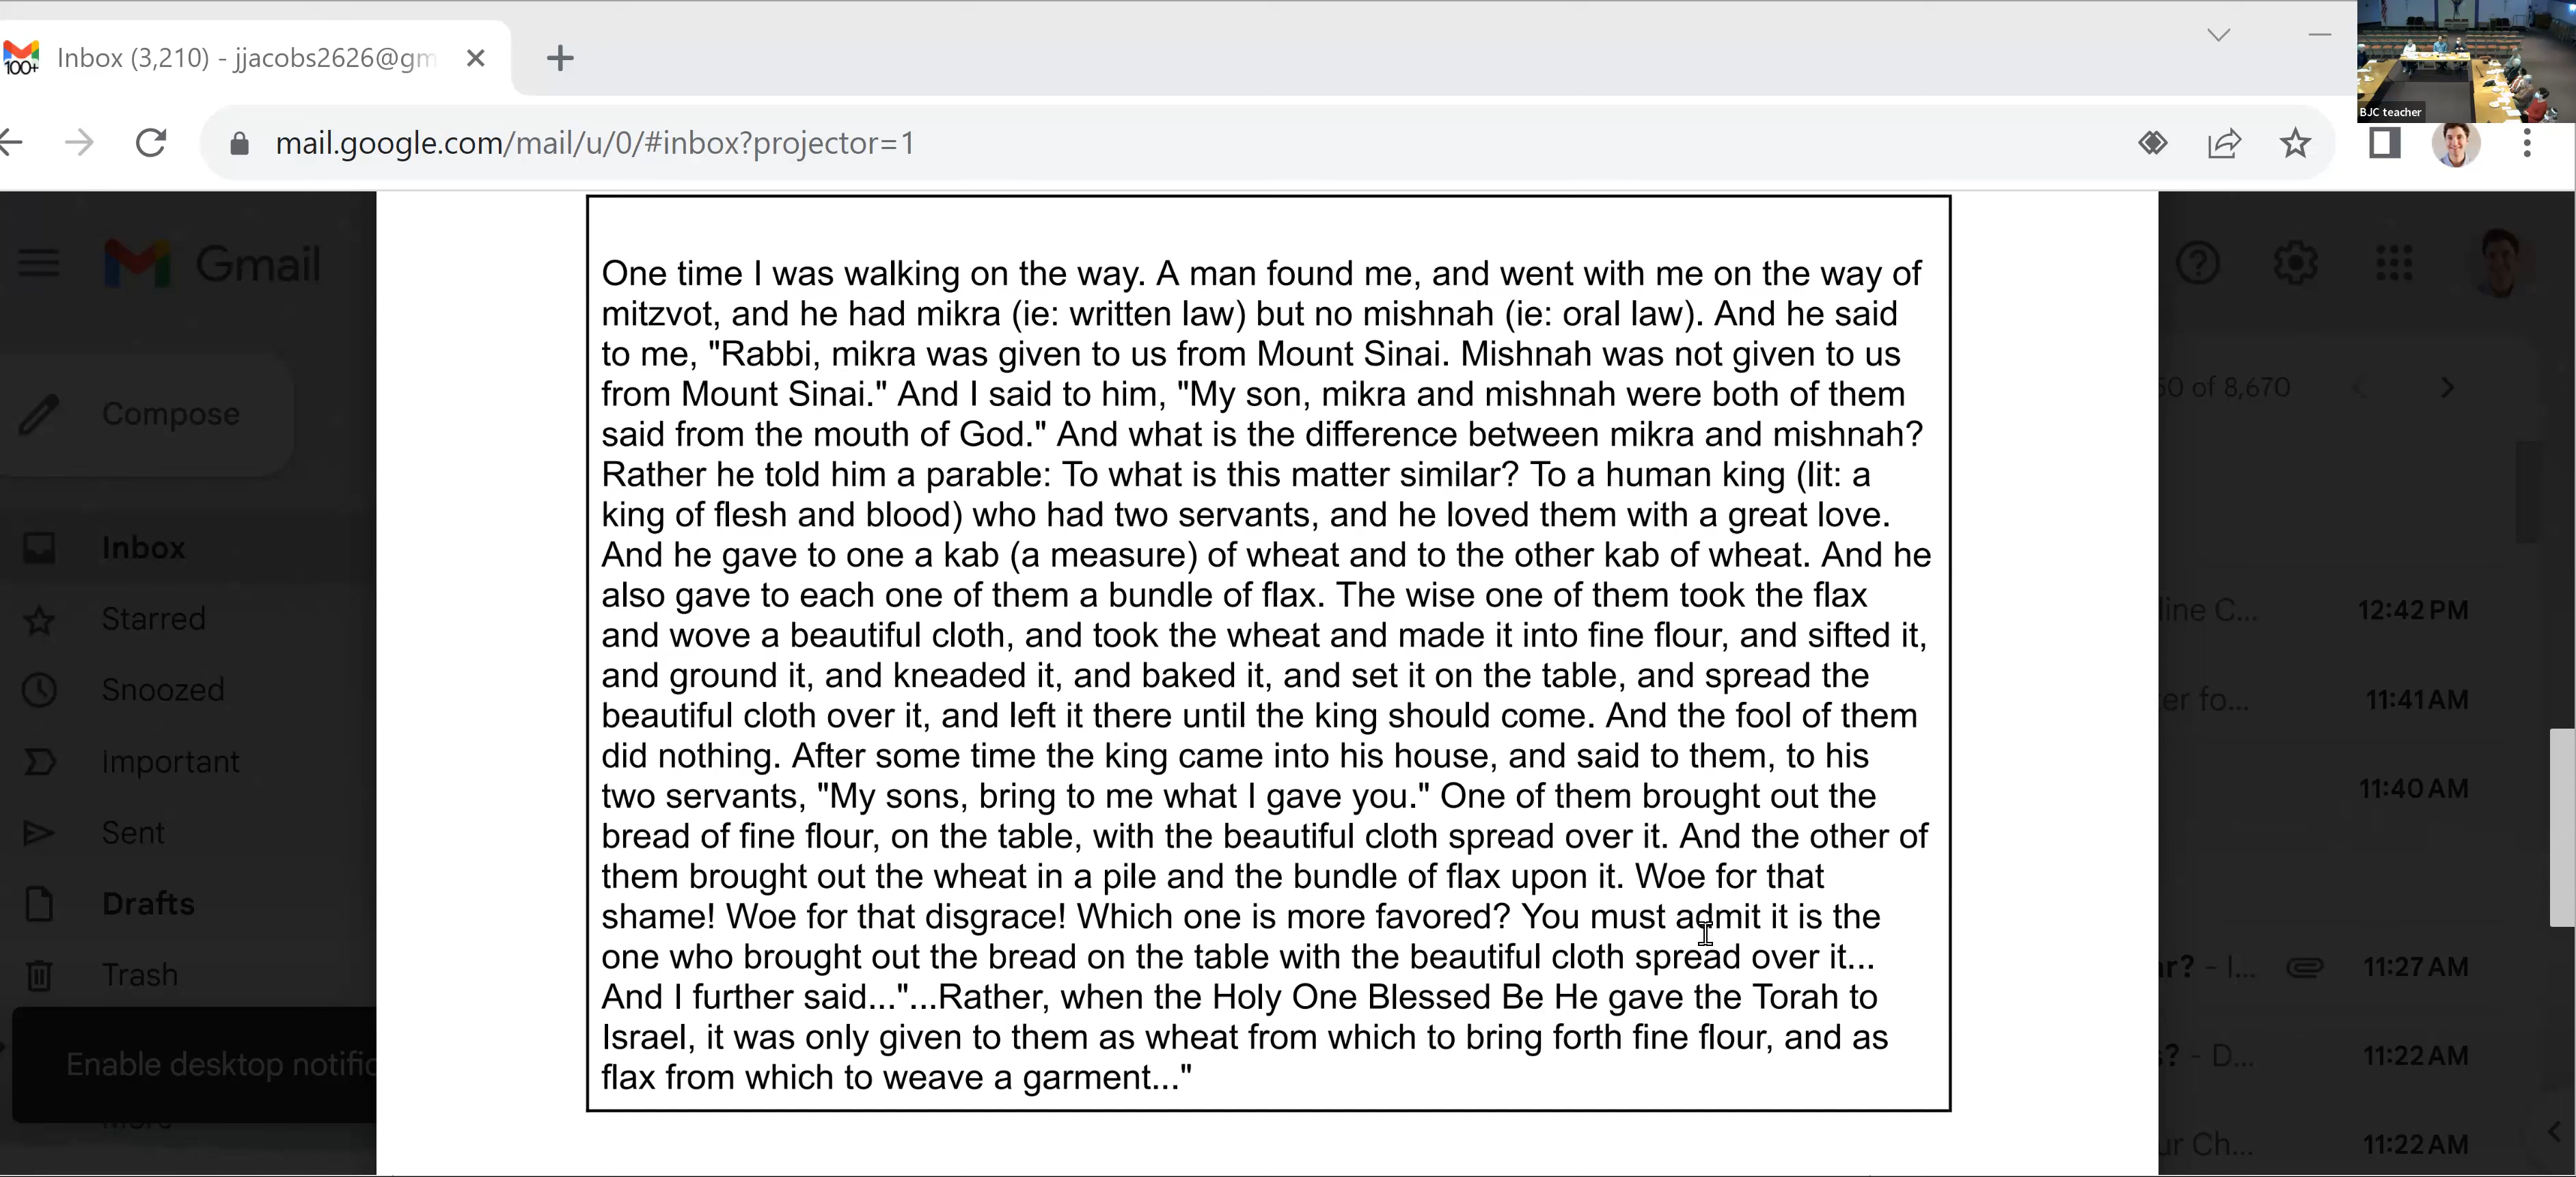 Inbox (3,210) - jjacobs2626@gm
100+
BJC teacher
mail.google.com/mail/u/0/#inbox?projector=1
Gmail
Compose
Inbox
Starred
Snoozed
Important
Sent
Drafts
Trash
More
Enable desktop notific
One time I was walking on the way. A man found me, and went with me on the way of
mitzvot, and he had mikra (ie: written law) but no mishnah (ie: oral law). And he said
to me, "Rabbi, mikra was given to us from Mount Sinai. Mishnah was not given to us
from Mount Sinai." And I said to him, "My son, mikra and mishnah were both of them
said from the mouth of God." And what is the difference between mikra and mishnah?
Rather he told him a parable: To what is this matter similar? To a human king (lit: a
king of flesh and blood) who had two servants, and he loved them with a great love.
And he gave to one a kab (a measure) of wheat and to the other kab of wheat. And he
also gave to each one of them a bundle of flax. The wise one of them took the flax
and wove a beautiful cloth, and took the wheat and made it into fine flour, and sifted it,
and ground it, and kneaded it, and baked it, and set it on the table, and spread the
beautiful cloth over it, and left it there until the king should come. And the fool of them
did nothing. After some time the king came into his house, and said to them, to his
two servants, "My sons, bring to me what I gave you." One of them brought out the
bread of fine flour, on the table, with the beautiful cloth spread over it. And the other of
them brought out the wheat in a pile and the bundle of flax upon it. Woe for that
shame! Woe for that disgrace! Which one is more favored? You must admit it is the
one who brought out the bread on the table with the beautiful cloth spread over it...
And I further said..."...Rather, when the Holy One Blessed Be He gave the Torah to
Israel, it was only given to them as wheat from which to bring forth fine flour, and as
flax from which to weave a garment..."
50 of 8,670
line C... 12:42 PM
er fo... 11:41 AM
11:40 AM
ar? - I... 11:27 AM
s? - D... 11:22 AM
ur Ch... 11:22 AM